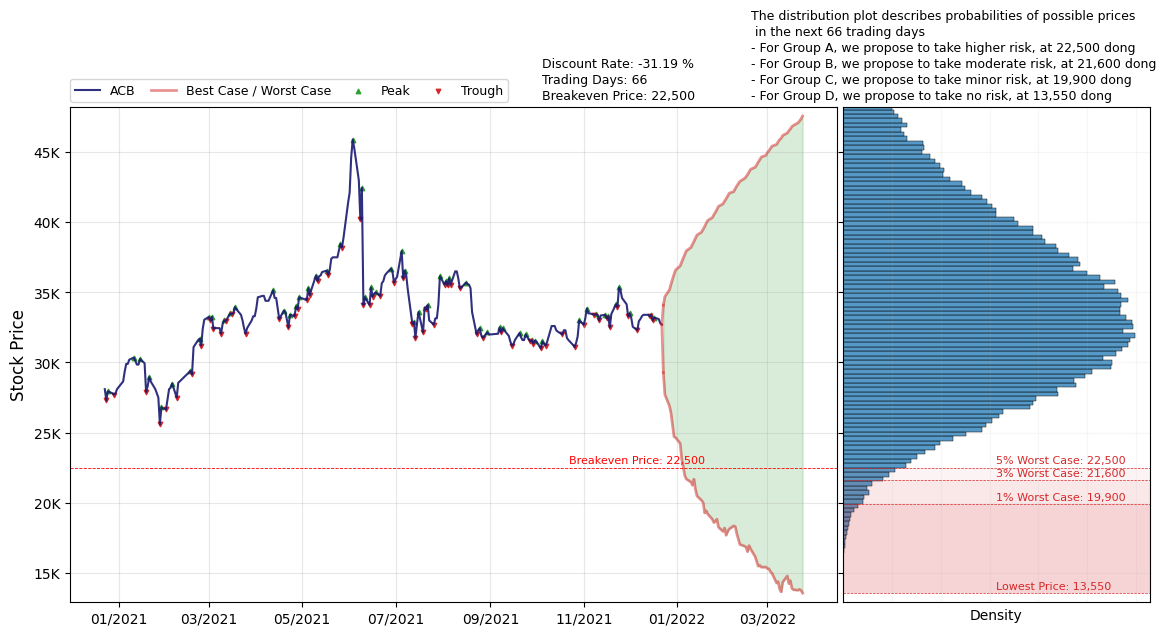 The distribution plot describes probabilities of possible prices
in the next 66 trading days
- For Group A, we propose to take higher risk, at 22,500 dong
- For Group B, we propose to take moderate risk, at 21,600 dong
- For Group C, we propose to take minor risk, at 19,900 dong
- For Group D, we propose to take no risk, at 13,550 dong
Discount Rate: -31.19 %
Trading Days: 66
Breakeven Price: 22,500
ACB
Best Case / Worst Case
Peak
Trough
Stock Price
45K
40K
35K
30K
25K
20K
15K
Breakeven Price: 22,500
01/2021
03/2021
05/2021
07/2021
09/2021
11/2021
01/2022
03/2022
5% Worst Case: 22,500
3% Worst Case: 21,600
1% Worst Case: 19,900
Lowest Price: 13,550
Density